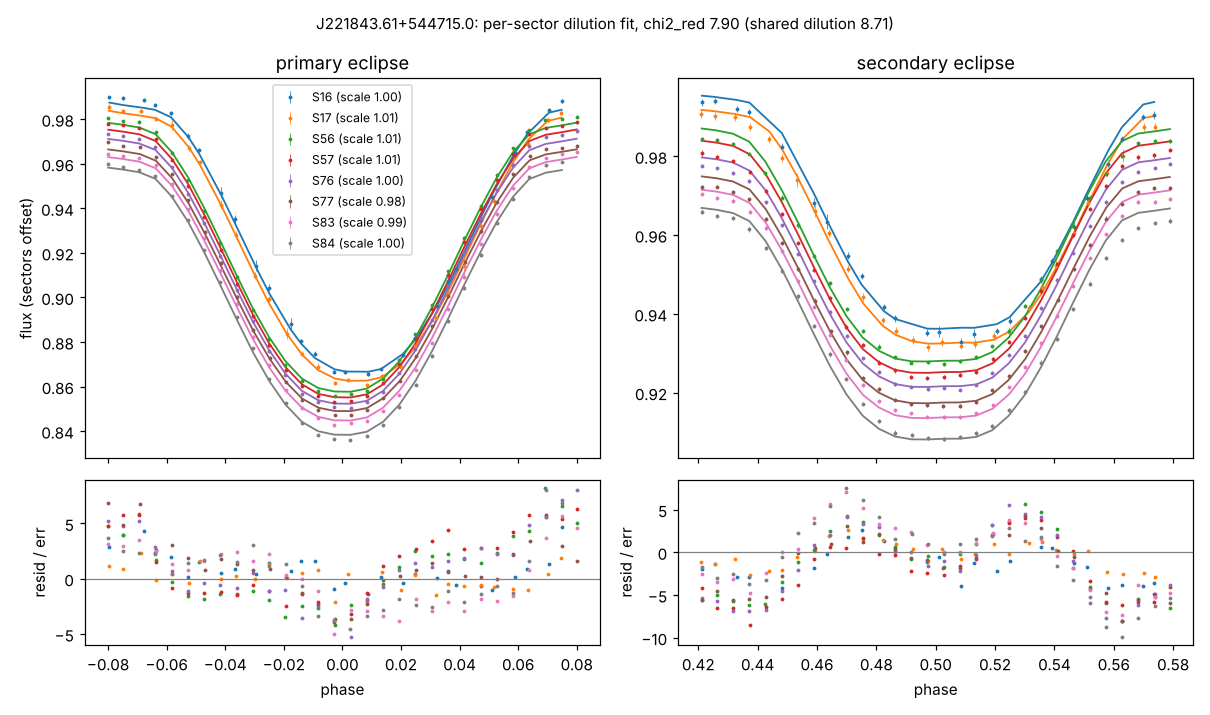 J221843.61+544715.0: per-sector dilution fit, chi2_red 7.90 (shared dilution 8.71)
primary eclipse
secondary eclipse
S16 (scale 1.00)
S17 (scale 1.01)
S56 (scale 1.01)
S57 (scale 1.01)
S76 (scale 1.00)
S77 (scale 0.98)
S83 (scale 0.99)
S84 (scale 1.00)
flux (sectors offset)
0.98
0.96
0.94
0.92
0.90
0.88
0.86
0.84
0.98
0.96
0.94
0.92
resid / err
5
0
−5
resid / err
5
0
−5
−10
−0.08 −0.06 −0.04 −0.02 0.00 0.02 0.04 0.06 0.08
0.42 0.44 0.46 0.48 0.50 0.52 0.54 0.56 0.58
phase
phase